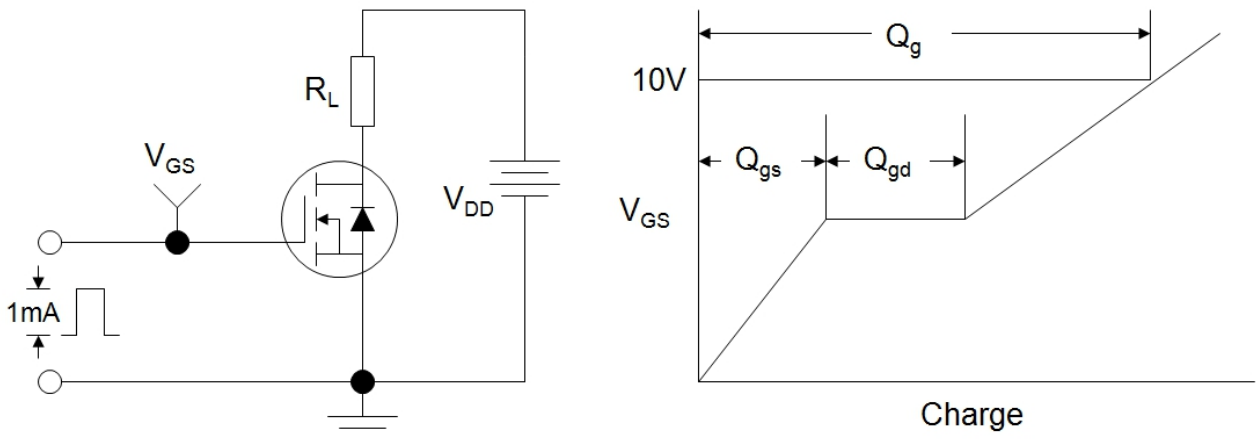 R_L
V_GS
V_DD
1mA
Q_g
10V
Q_gs
Q_gd
V_GS
Charge